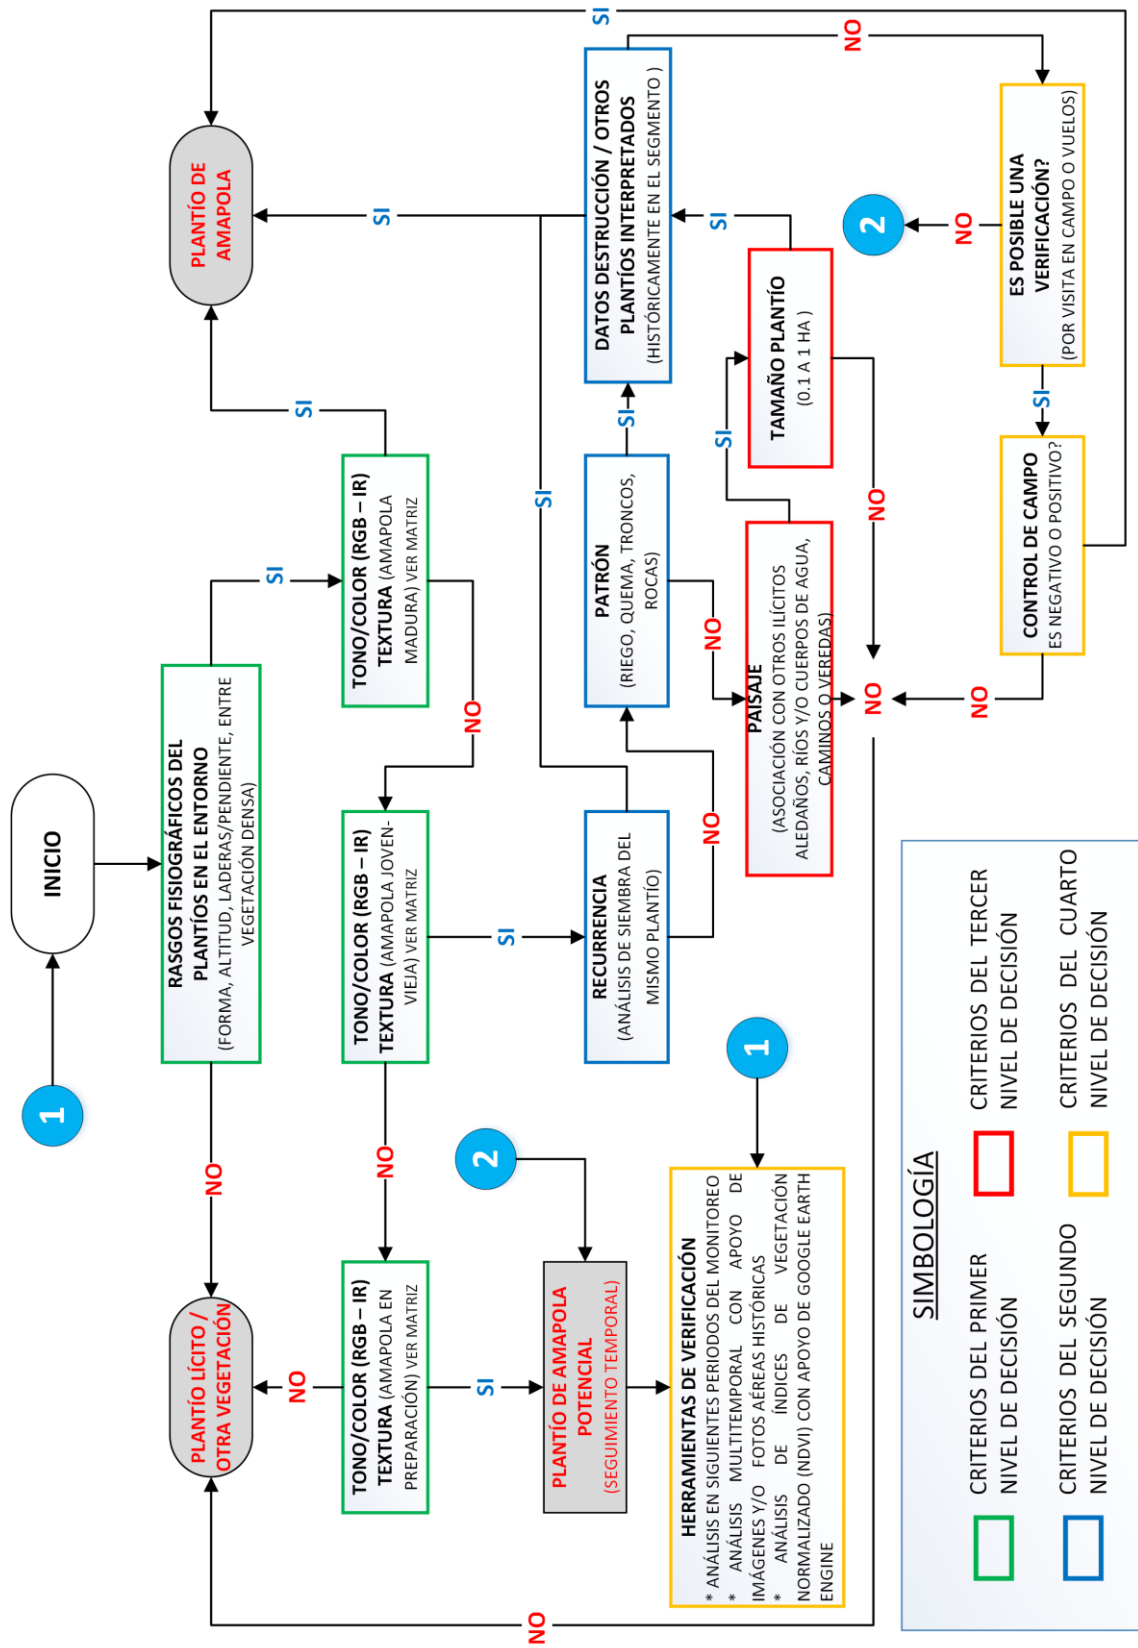 1
INICIO
RASGOS FISIOGRÁFICOS DEL
PLANTÍOS EN EL ENTORNO
(FORMA, ALTITUD, LADERAS/PENDIENTE, ENTRE
VEGETACIÓN DENSA)
NO
SI
PLANTÍO LÍCITO /
OTRA VEGETACIÓN
PLANTÍO DE
AMAPOLA
SI
NO
TONO/COLOR (RGB – IR)
TEXTURA (AMAPOLA EN
PREPARACIÓN) VER MATRIZ
NO
TONO/COLOR (RGB – IR)
TEXTURA (AMAPOLA JOVEN-
VIEJA) VER MATRIZ
NO
TONO/COLOR (RGB – IR)
TEXTURA (AMAPOLA
MADURA) VER MATRIZ
SI
SI
SI
SI
SI
2
PLANTÍO DE AMAPOLA
POTENCIAL
(SEGUIMIENTO TEMPORAL)
RECURRENCIA
(ANÁLISIS DE SIEMBRA DEL
MISMO PLANTÍO)
NO
PATRÓN
(RIEGO, QUEMA, TRONCOS,
ROCAS)
SI
DATOS DESTRUCCIÓN / OTROS
PLANTÍOS INTERPRETADOS
(HISTÓRICAMENTE EN EL SEGMENTO )
NO
NO
SI
HERRAMIENTAS DE VERIFICACIÓN
* ANÁLISIS EN SIGUIENTES PERIODOS DEL MONITOREO
* ANÁLISIS MULTITEMPORAL CON APOYO DE
IMÁGENES Y/O FOTOS AÉREAS HISTÓRICAS
* ANÁLISIS DE ÍNDICES DE VEGETACIÓN
NORMALIZADO (NDVI) CON APOYO DE GOOGLE EARTH
ENGINE
1
PAISAJE
(ASOCIACIÓN CON OTROS ILÍCITOS
ALEDAÑOS, RÍOS Y/O CUERPOS DE AGUA,
CAMINOS O VEREDAS)
SI
TAMAÑO PLANTÍO
(0.1 A 1 HA )
2
NO
NO
NO
NO
NO
CONTROL DE CAMPO
ES NEGATIVO O POSITIVO?
SI
ES POSIBLE UNA
VERIFICACIÓN?
(POR VISITA EN CAMPO O VUELOS)
SIMBOLOGÍA
CRITERIOS DEL PRIMER
NIVEL DE DECISIÓN
CRITERIOS DEL TERCER
NIVEL DE DECISIÓN
CRITERIOS DEL SEGUNDO
NIVEL DE DECISIÓN
CRITERIOS DEL CUARTO
NIVEL DE DECISIÓN